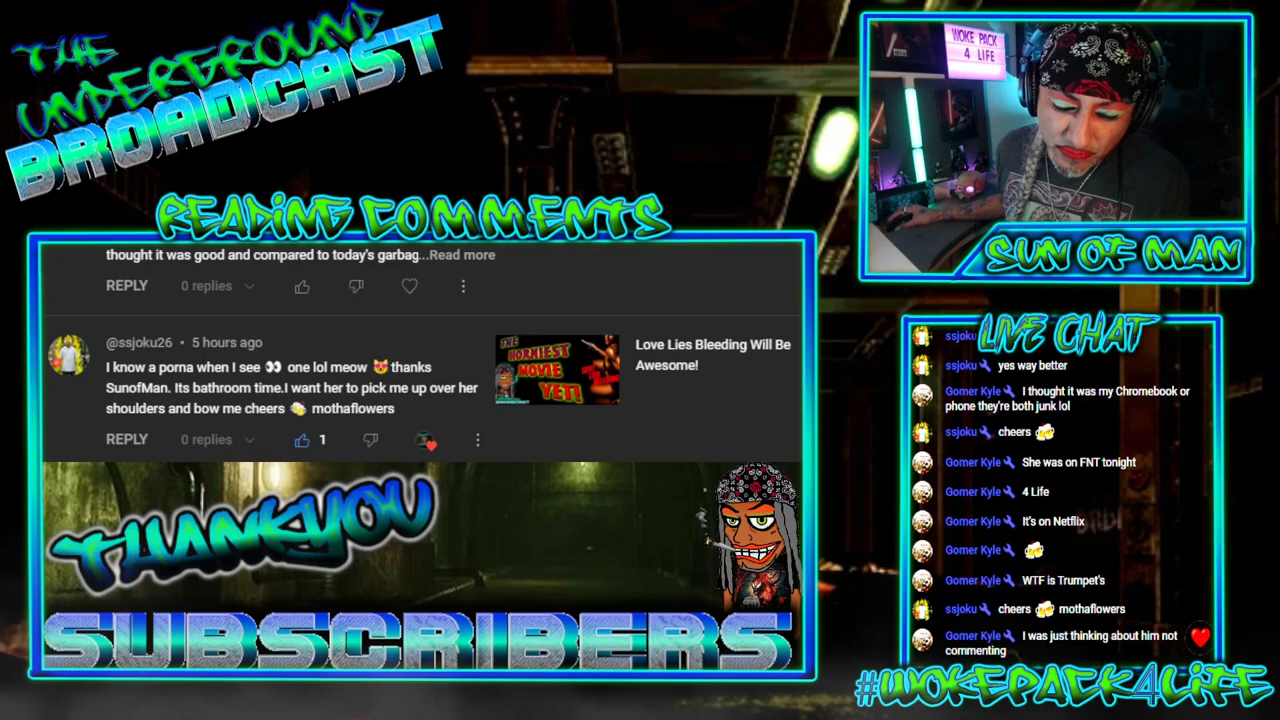 THE
UNDERGROUND
BROADCAST
WOKE PACK
4 LIFE
SUN OF MAN
READING COMMENTS
thought it was good and compared to today's garbag...Read more
REPLY 0 replies
@ssjoku26 • 5 hours ago
I know a porna when I see 👀 one lol meow 😻 thanks
SunofMan. Its bathroom time.I want her to pick me up over her
shoulders and bow me cheers 🍻 mothaflowers
REPLY 0 replies 1
THE
HORNIEST
MOVIE
YET!
Love Lies Bleeding Will Be
Awesome!
THANKYOU
SUBSCRIBERS
LIVE CHAT
ssjoku
ssjoku yes way better
Gomer Kyle I thought it was my Chromebook or
phone they're both junk lol
ssjoku cheers 🍻
Gomer Kyle She was on FNT tonight
Gomer Kyle 4 Life
Gomer Kyle It's on Netflix
Gomer Kyle 🍻
Gomer Kyle WTF is Trumpet's
ssjoku cheers 🍻 mothaflowers
Gomer Kyle I was just thinking about him not
commenting
#WOKEPACK4LIFE